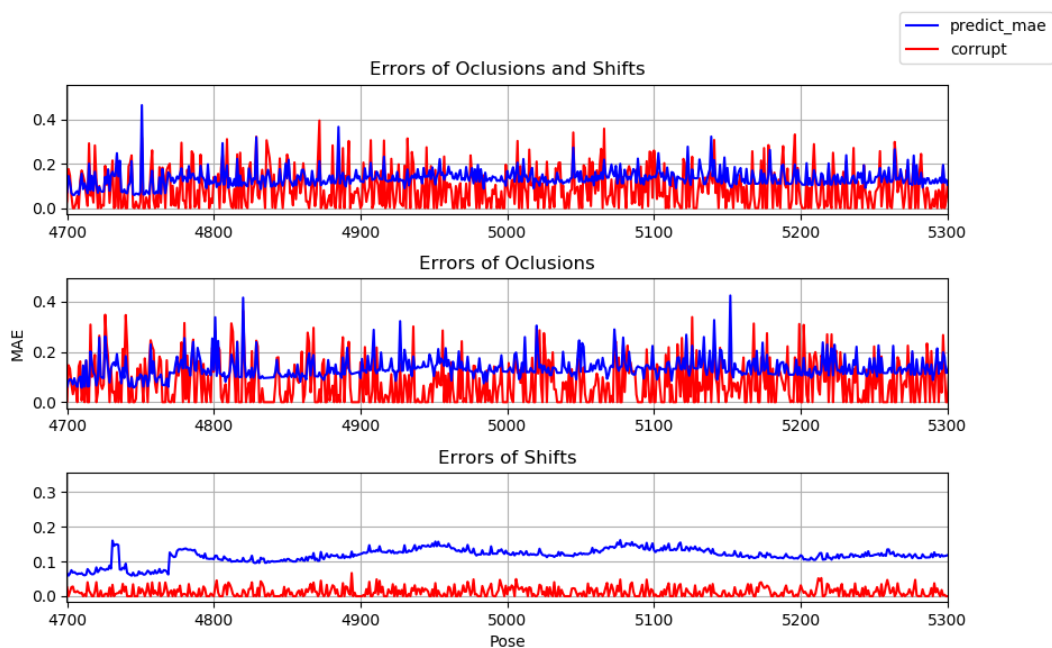 predict_mae
corrupt
Errors of Oclusions and Shifts
0.4
0.2
0.0
4700 4800 4900 5000 5100 5200 5300
Errors of Oclusions
MAE
0.4
0.2
0.0
4700 4800 4900 5000 5100 5200 5300
Errors of Shifts
0.3
0.2
0.1
0.0
4700 4800 4900 5000 5100 5200 5300
Pose